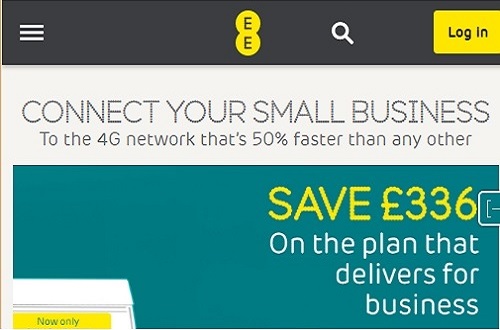 E
E
Log in
CONNECT YOUR SMALL BUSINESS
To the 4G network that's 50% faster than any other
SAVE £336
On the plan that
delivers for
business
Now only